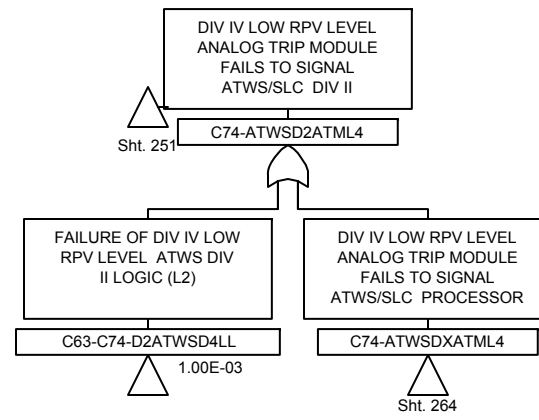 DIV IV LOW RPV LEVEL
ANALOG TRIP MODULE
FAILS TO SIGNAL
ATWS/SLC DIV II
Sht. 251
C74-ATWSD2ATML4
FAILURE OF DIV IV LOW
RPV LEVEL ATWS DIV
II LOGIC (L2)
C63-C74-D2ATWSD4LL
1.00E-03
DIV IV LOW RPV LEVEL
ANALOG TRIP MODULE
FAILS TO SIGNAL
ATWS/SLC PROCESSOR
C74-ATWSDXATML4
Sht. 264